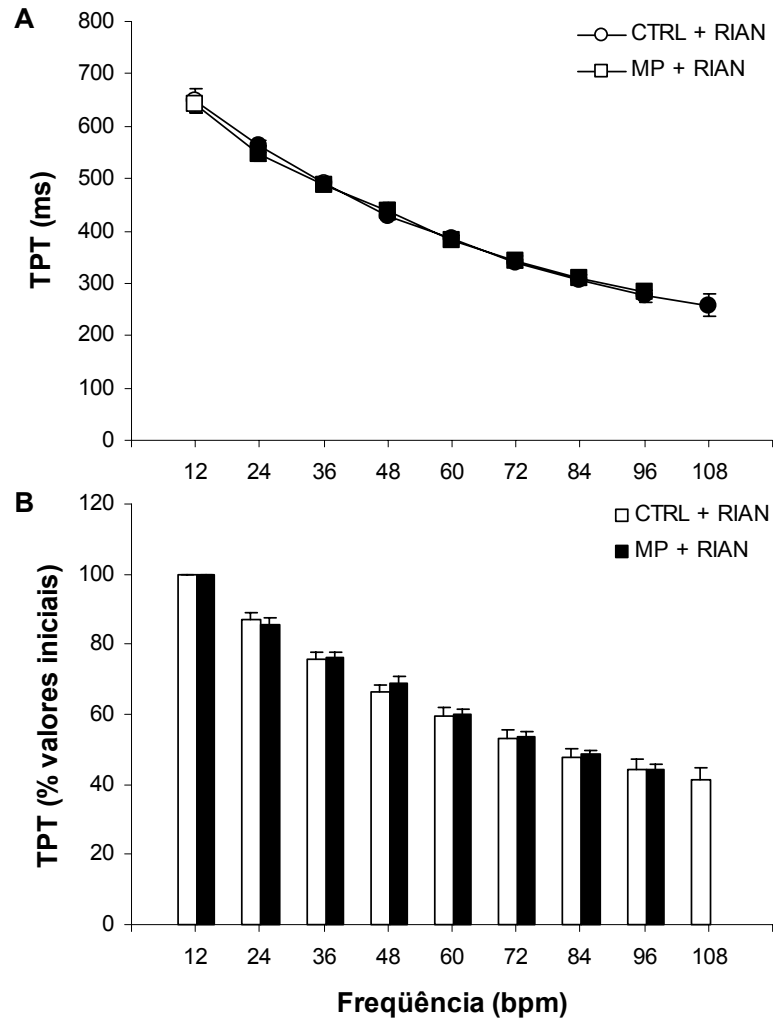 A
CTRL + RIAN
MP + RIAN
800
700
600
500
400
300
200
100
0
TPT (ms)
12 24 36 48 60 72 84 96 108
B
CTRL + RIAN
MP + RIAN
120
100
80
60
40
20
0
TPT (% valores iniciais)
12 24 36 48 60 72 84 96 108
Freqüência (bpm)